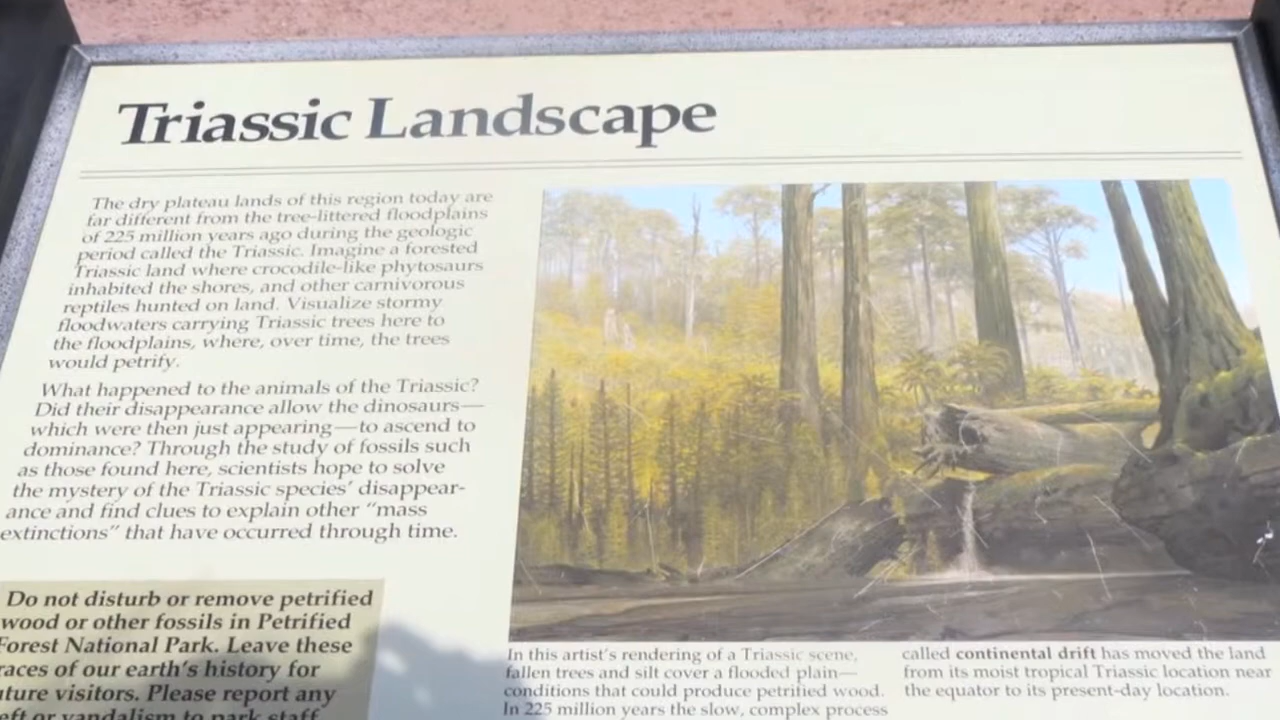 Triassic Landscape
The dry plateau lands of this region today are
far different from the tree-littered floodplains
of 225 million years ago during the geologic
period called the Triassic. Imagine a forested
Triassic land where crocodile-like phytosaurs
inhabited the shores, and other carnivorous
reptiles hunted on land. Visualize stormy
floodwaters carrying Triassic trees here to
the floodplains, where, over time, the trees
would petrify.
What happened to the animals of the Triassic?
Did their disappearance allow the dinosaurs—
which were then just appearing—to ascend to
dominance? Through the study of fossils such
as those found here, scientists hope to solve
the mystery of the Triassic species' disappear-
ance and find clues to explain other "mass
extinctions" that have occurred through time.
Do not disturb or remove petrified
wood or other fossils in Petrified
Forest National Park. Leave these
races of our earth's history for
uture visitors. Please report any
eft or vandalism to park staff
In this artist's rendering of a Triassic scene,
fallen trees and silt cover a flooded plain—
conditions that could produce petrified wood.
In 225 million years the slow, complex process
called continental drift has moved the land
from its moist tropical Triassic location near
the equator to its present-day location.